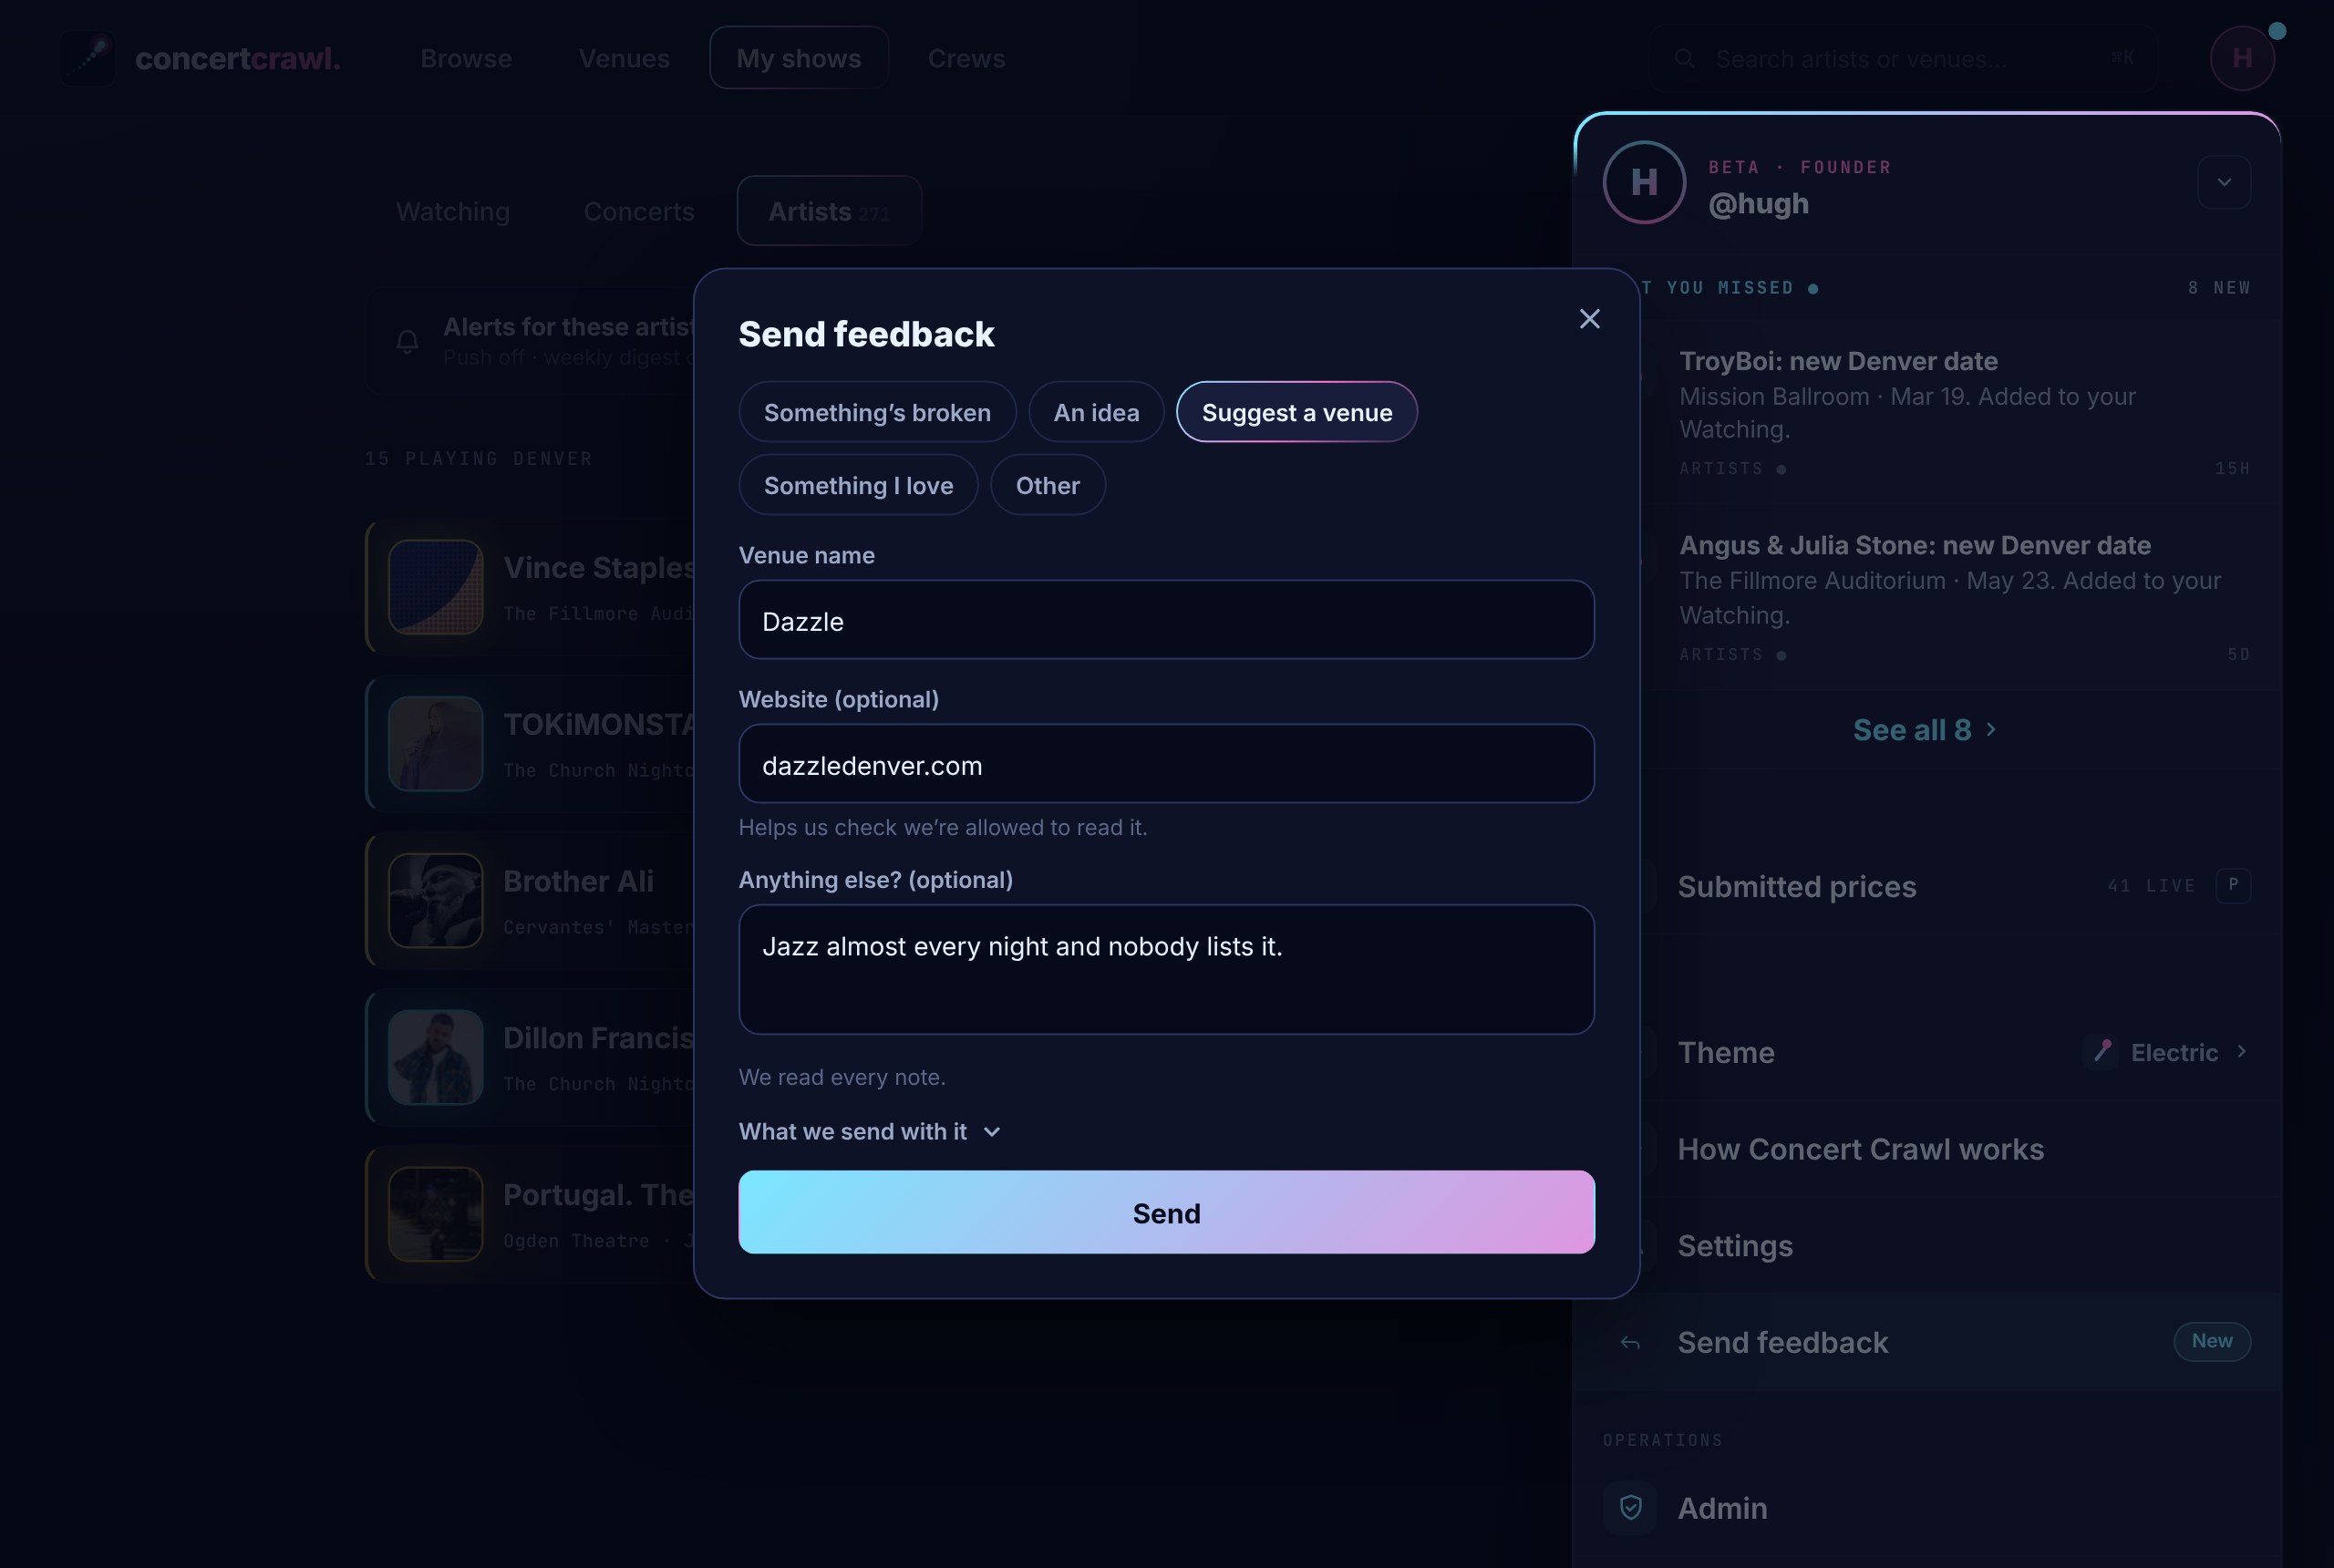 concertcrawl.
Browse
Venues
My shows
Crews
Search artists or venues...
⌘K
H
Watching
Concerts
Artists 271
Alerts for these artist
Push off · weekly digest
15 PLAYING DENVER
Vince Staples
The Fillmore Audi
TOKiMONSTA
The Church Nightc
Brother Ali
Cervantes' Master
Dillon Francis
The Church Nightc
Portugal. The
Ogden Theatre · J
Send feedback
Something’s broken
An idea
Suggest a venue
Something I love
Other
Venue name
Dazzle
Website (optional)
dazzledenver.com
Helps us check we’re allowed to read it.
Anything else? (optional)
Jazz almost every night and nobody lists it.
We read every note.
What we send with it
Send
H
BETA · FOUNDER
@hugh
T YOU MISSED
8 NEW
TroyBoi: new Denver date
Mission Ballroom · Mar 19. Added to your
Watching.
ARTISTS
15H
Angus & Julia Stone: new Denver date
The Fillmore Auditorium · May 23. Added to your
Watching.
ARTISTS
5D
See all 8
Submitted prices
41 LIVE
P
Theme
Electric
How Concert Crawl works
Settings
Send feedback
New
OPERATIONS
Admin